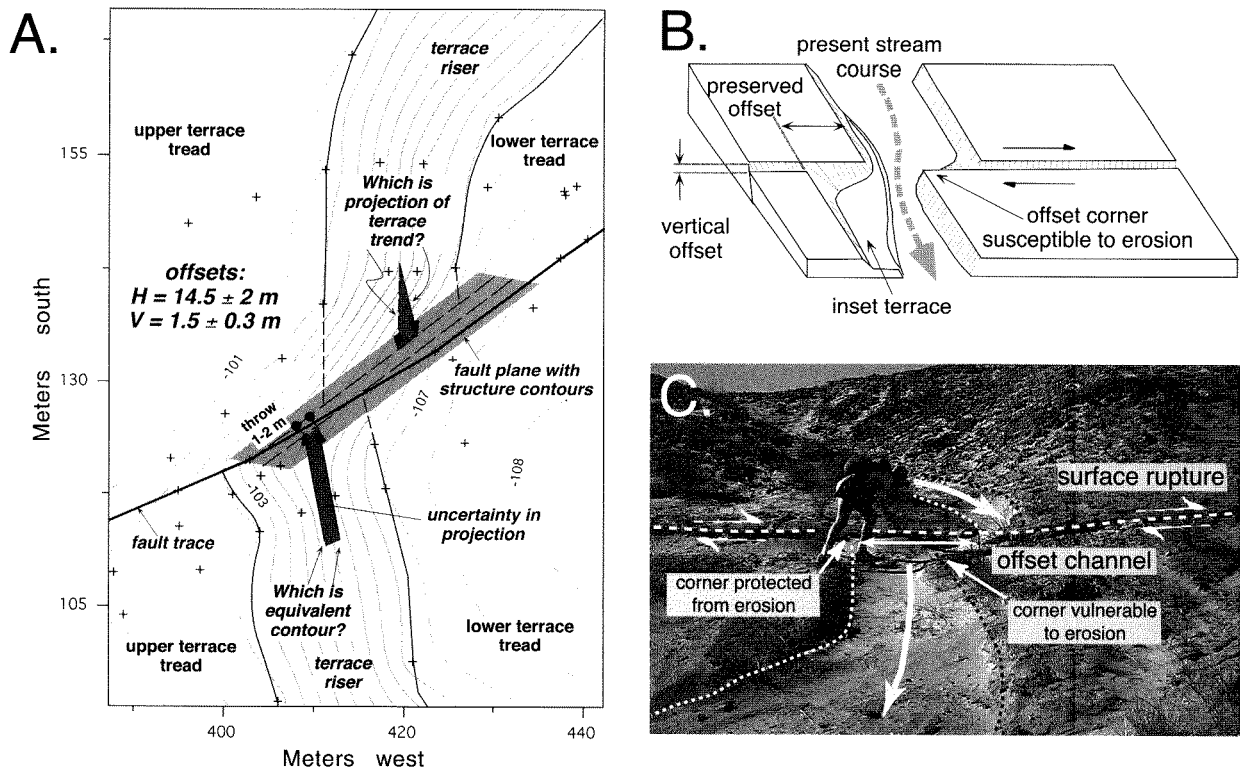 A.
terrace
riser
upper terrace
tread
lower terrace
tread
155
Which is
projection of
terrace
trend?
offsets:
H = 14.5 ± 2 m
V = 1.5 ± 0.3 m
-101
fault plane with
structure contours
130
Meters south
throw
1-2 m
-107
-103
-108
uncertainty in
projection
fault trace
Which is
equivalent
contour?
105
upper terrace
tread
terrace
riser
lower terrace
tread
400
420
440
Meters west
B.
present stream
course
preserved
offset
vertical
offset
offset corner
susceptible to erosion
inset terrace
C.
surface rupture
offset channel
corner protected
from erosion
corner vulnerable
to erosion